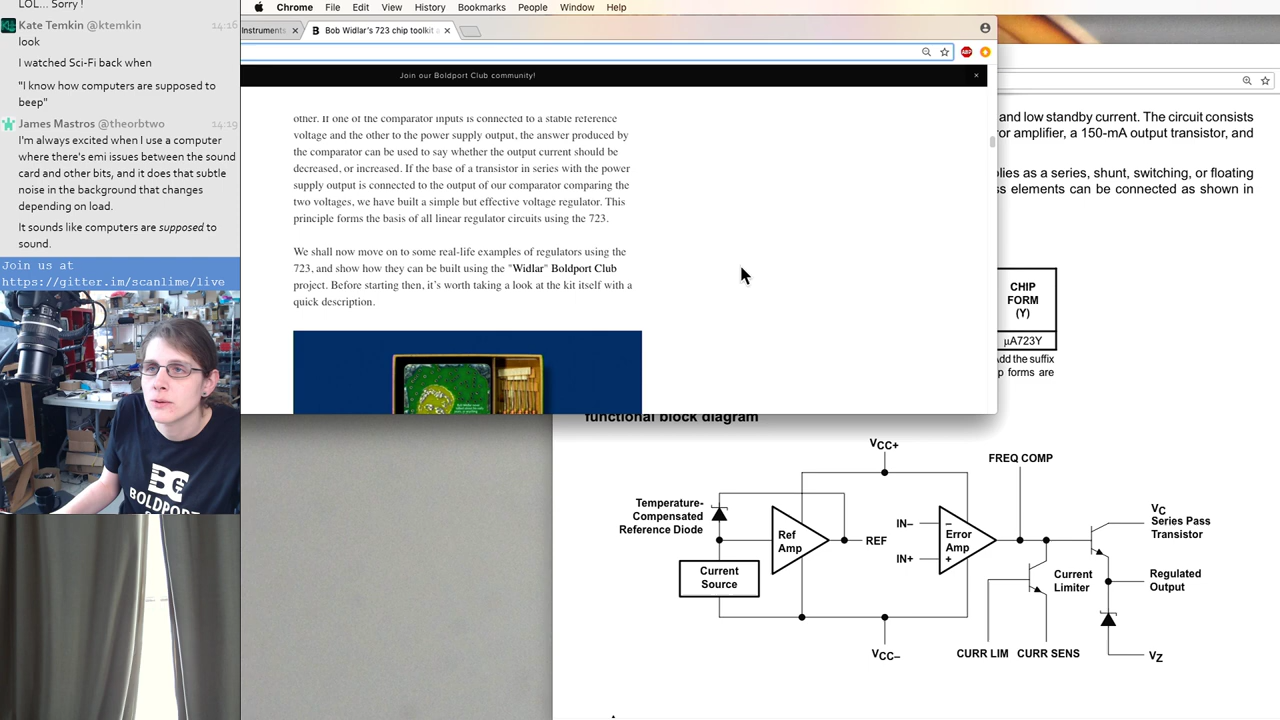 LOL... Sorry !
Kate Temkin @ktemkin 14:16
look
I watched Sci-Fi back when
"I know how computers are supposed to
beep"
James Mastros @theorbtwo 14:19
I'm always excited when I use a computer
where there's emi issues between the sound
card and other bits, and it does that subtle
noise in the background that changes
depending on load.
It sounds like computers are supposed to
sound.
Join us at
https://gitter.im/scanlime/live
BOLDPORT
Chrome File Edit View History Bookmarks People Window Help
Instruments
Bob Widlar's 723 chip toolkit
Join our Boldport Club community!
other. If one of the comparator inputs is connected to a stable reference
voltage and the other to the power supply output, the answer produced by
the comparator can be used to say whether the output current should be
decreased, or increased. If the base of a transistor in series with the power
supply output is connected to the output of our comparator comparing the
two voltages, we have built a simple but effective voltage regulator. This
principle forms the basis of all linear regulator circuits using the 723.
We shall now move on to some real-life examples of regulators using the
723, and show how they can be built using the "Widlar" Boldport Club
project. Before starting then, it's worth taking a look at the kit itself with a
quick description.
and low standby current. The circuit consists
or amplifier, a 150-mA output transistor, and
plies as a series, shunt, switching, or floating
ss elements can be connected as shown in
CHIP
FORM
(Y)
μA723Y
Add the suffix
p forms are
functional block diagram
VCC+
FREQ COMP
Temperature-
Compensated
Reference Diode
Ref
Amp
REF
IN–
IN+
–
Error
Amp
+
VC
Series Pass
Transistor
Current
Source
Current
Limiter
Regulated
Output
VCC–
CURR LIM
CURR SENS
VZ